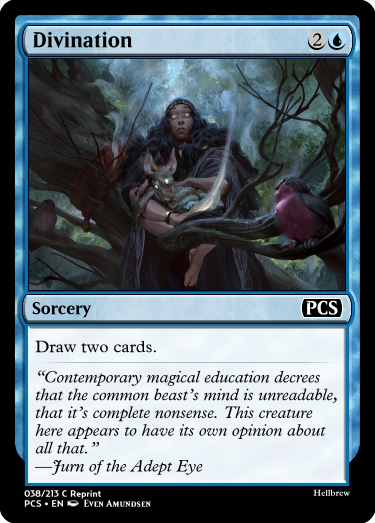 Divination 2
Sorcery PCS
Draw two cards.
“Contemporary magical education decrees
that the common beast’s mind is unreadable,
that it’s complete nonsense. This creature
here appears to have its own opinion about
all that.”
—Jurn of the Adept Eye
038/213 C Reprint Hellbrew
PCS • EN Even Amundsen